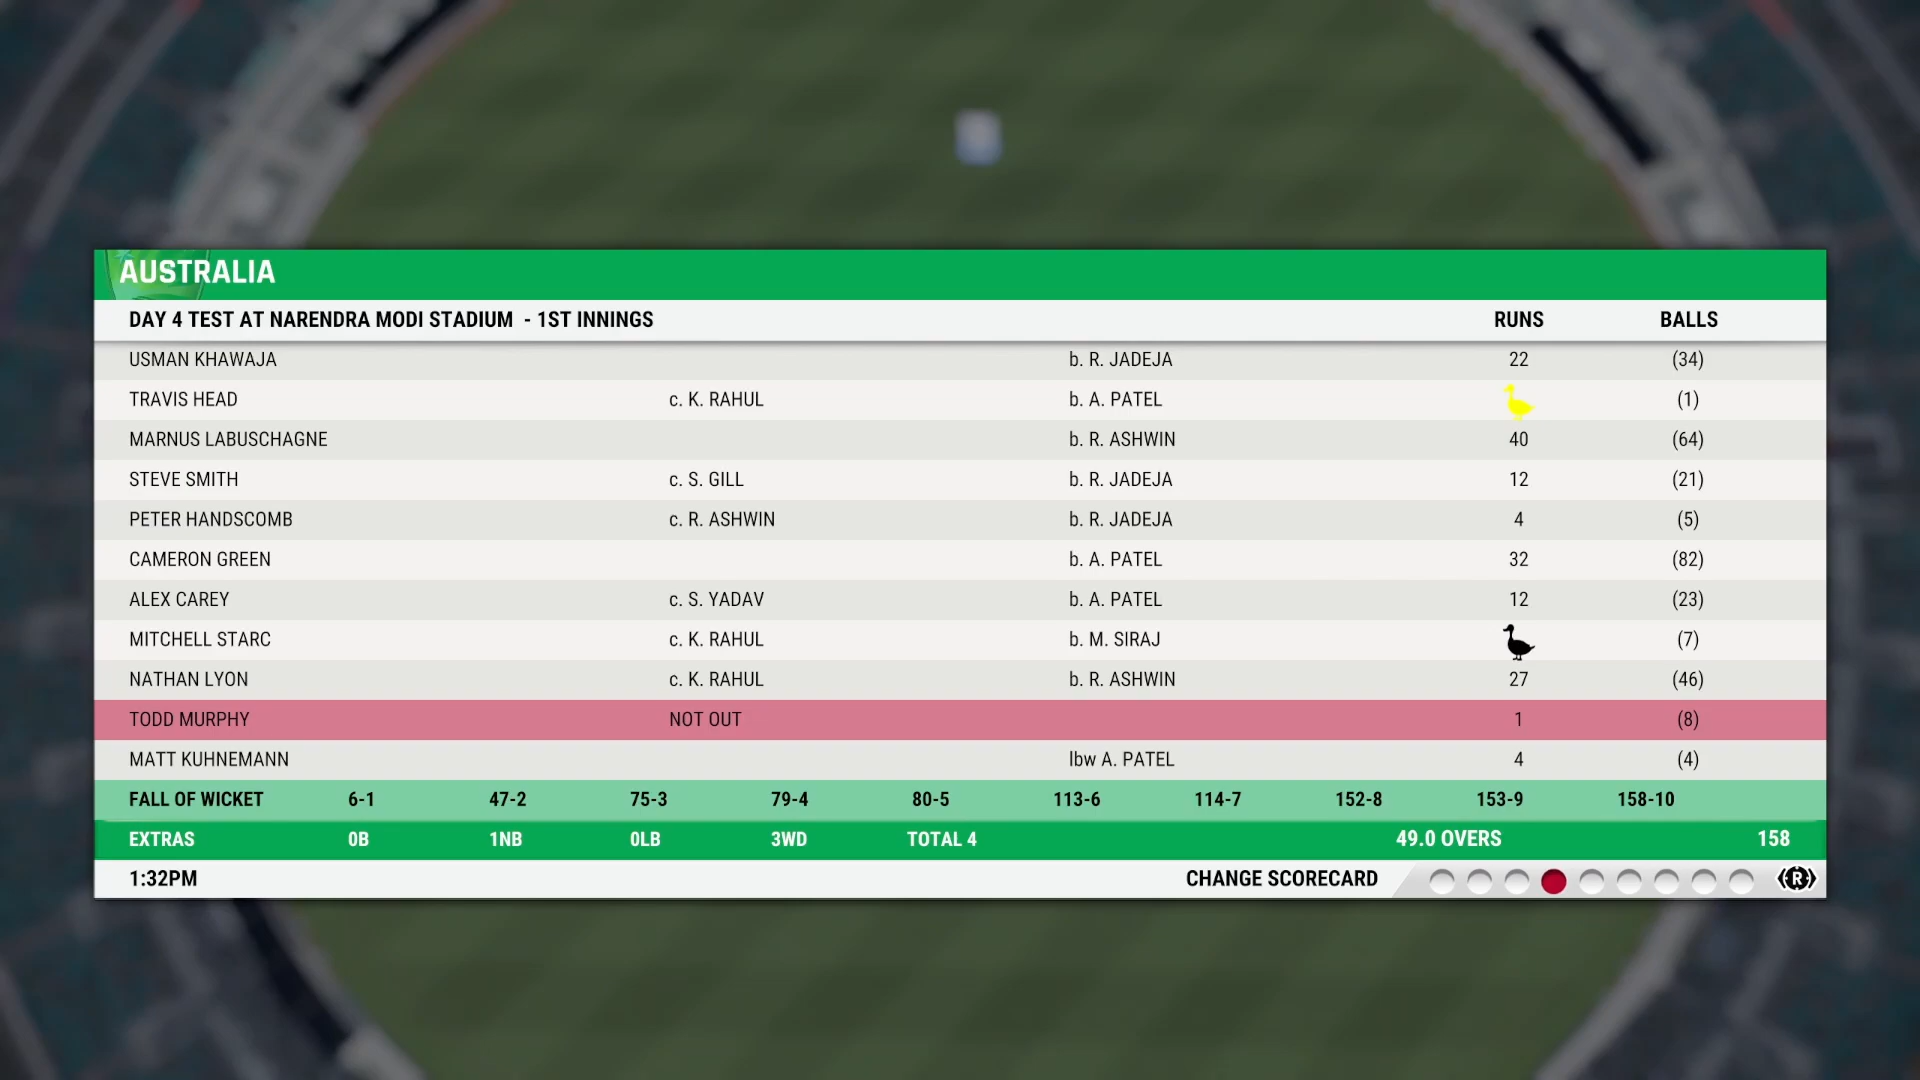 AUSTRALIA
DAY 4 TEST AT NARENDRA MODI STADIUM - 1ST INNINGS RUNS BALLS
USMAN KHAWAJA b. R. JADEJA 22 (34)
TRAVIS HEAD c. K. RAHUL b. A. PATEL (1)
MARNUS LABUSCHAGNE b. R. ASHWIN 40 (64)
STEVE SMITH c. S. GILL b. R. JADEJA 12 (21)
PETER HANDSCOMB c. R. ASHWIN b. R. JADEJA 4 (5)
CAMERON GREEN b. A. PATEL 32 (82)
ALEX CAREY c. S. YADAV b. A. PATEL 12 (23)
MITCHELL STARC c. K. RAHUL b. M. SIRAJ (7)
NATHAN LYON c. K. RAHUL b. R. ASHWIN 27 (46)
TODD MURPHY NOT OUT 1 (8)
MATT KUHNEMANN lbw A. PATEL 4 (4)
FALL OF WICKET 6-1 47-2 75-3 79-4 80-5 113-6 114-7 152-8 153-9 158-10
EXTRAS 0B 1NB 0LB 3WD TOTAL 4 49.0 OVERS 158
1:32PM CHANGE SCORECARD R